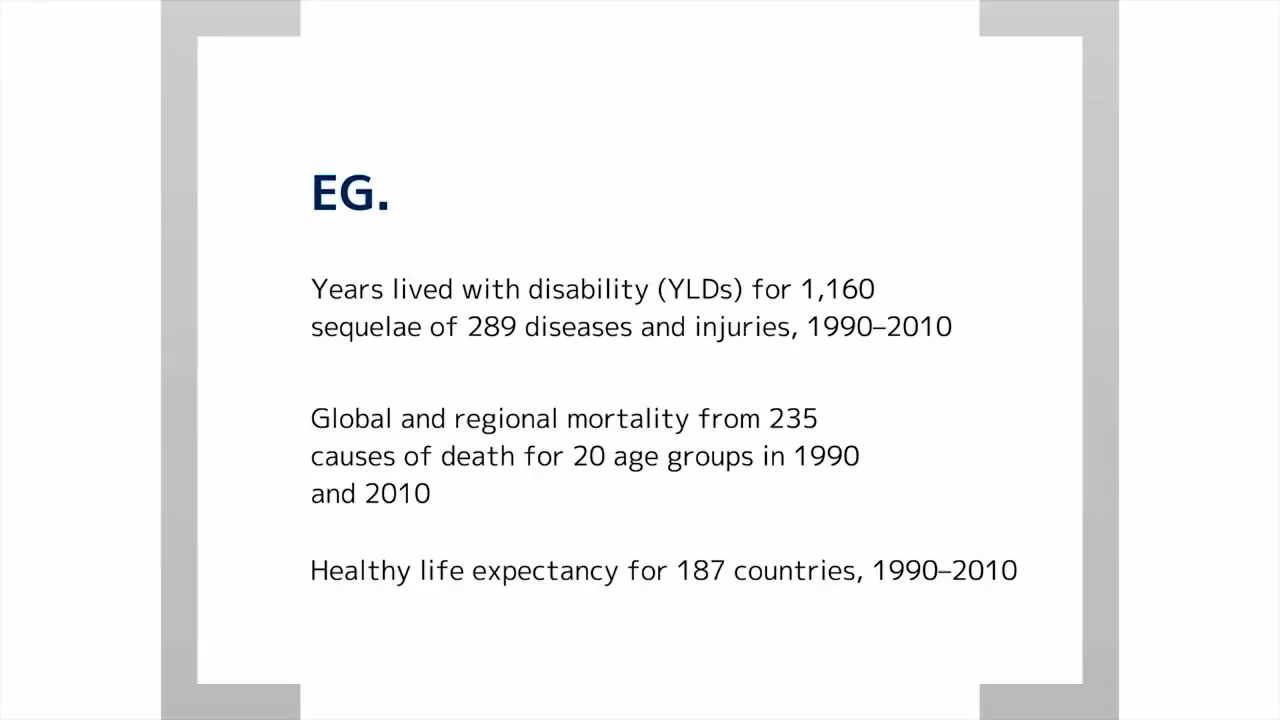 EG.
Years lived with disability (YLDs) for 1,160
sequelae of 289 diseases and injuries, 1990–2010
Global and regional mortality from 235
causes of death for 20 age groups in 1990
and 2010
Healthy life expectancy for 187 countries, 1990–2010